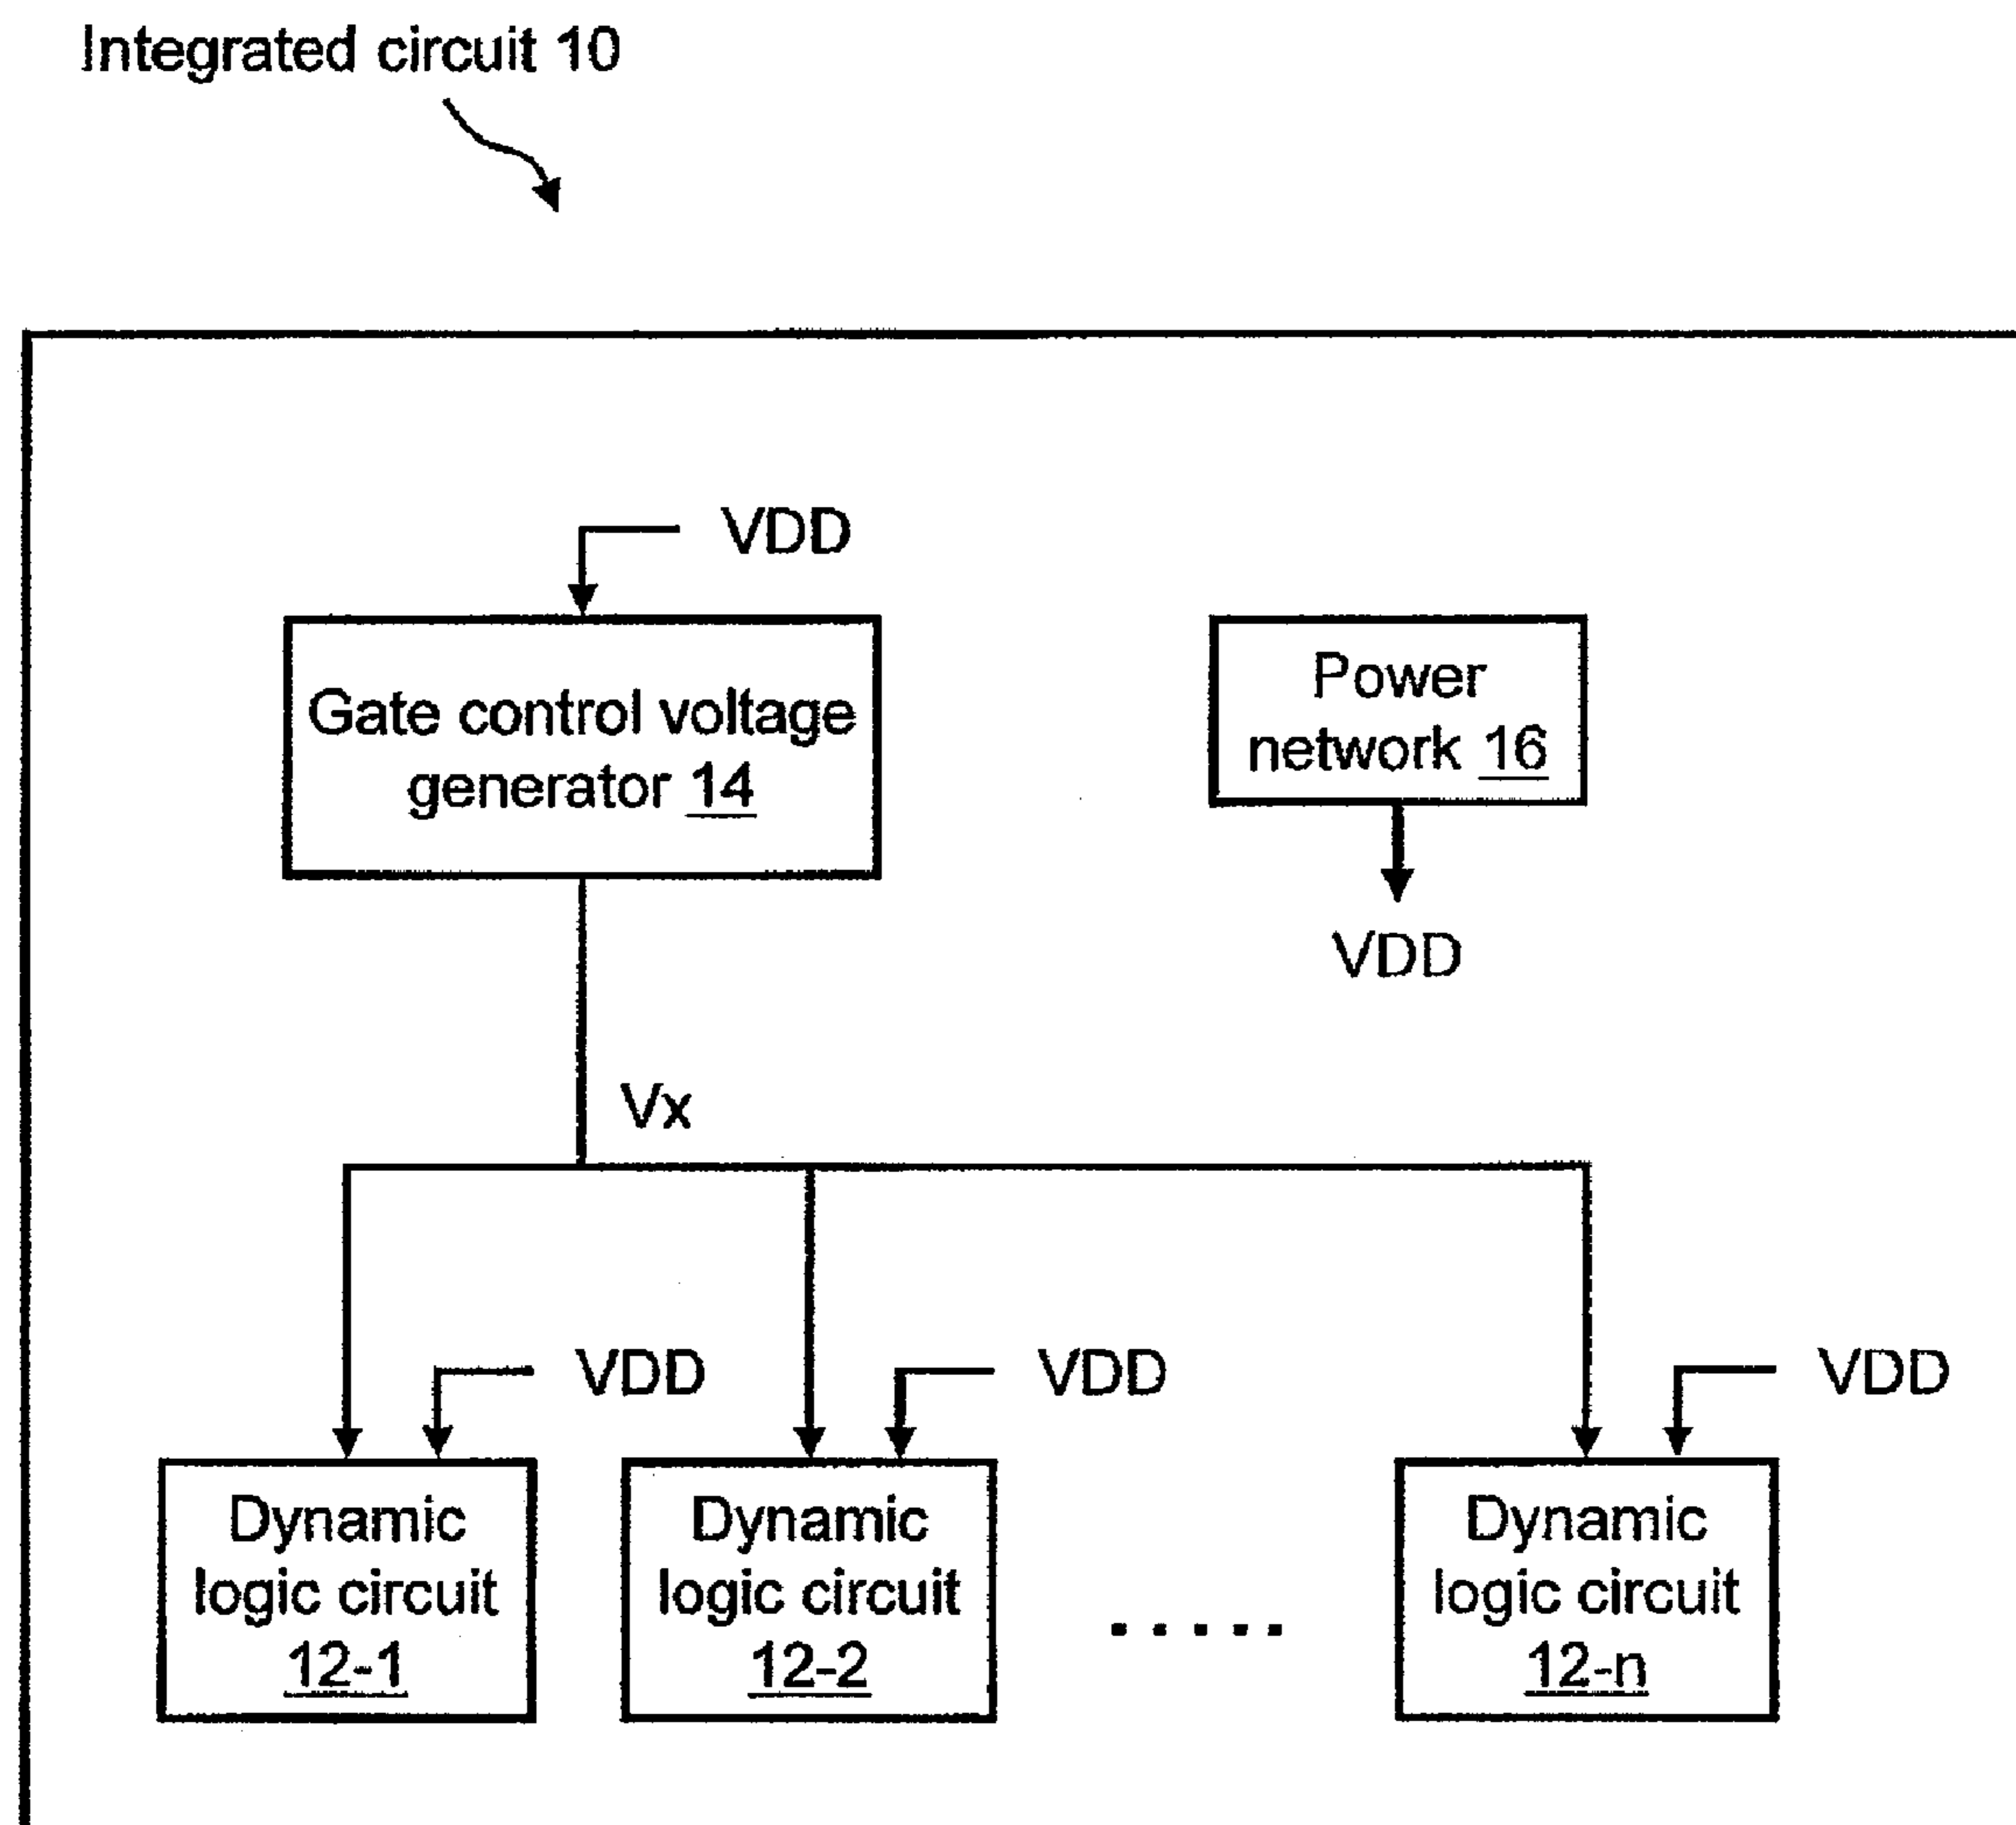 Integrated circuit 10
VDD
Gate control voltage
generator 14
Power
network 16
VDD
Vx
VDD
VDD
VDD
Dynamic
logic circuit
12-1
Dynamic
logic circuit
12-2
.....
Dynamic
logic circuit
12-n